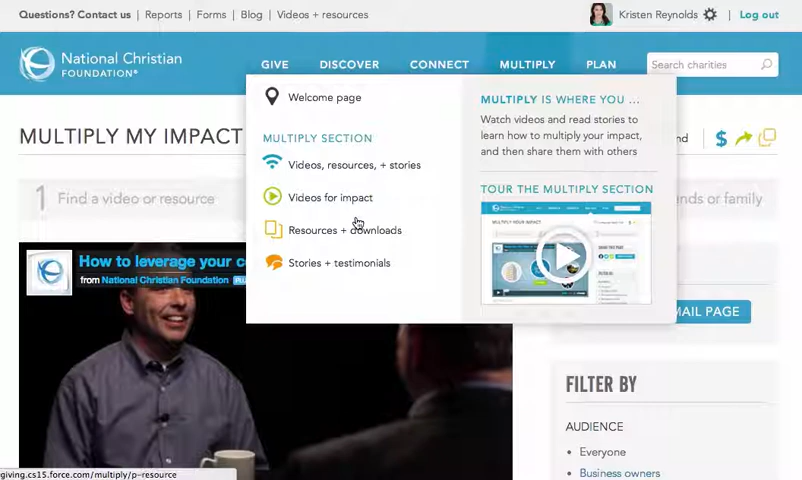 Questions? Contact us | Reports | Forms | Blog | Videos + resources
Kristen Reynolds | Log out
National Christian
FOUNDATION®
GIVE DISCOVER CONNECT MULTIPLY PLAN Search charities
Welcome page
MULTIPLY IS WHERE YOU ...
Watch videos and read stories to
learn how to multiply your impact,
and then share them with others
MULTIPLY MY IMPACT
MULTIPLY SECTION
Videos, resources, + stories
TOUR THE MULTIPLY SECTION
1 Find a video or resource
Videos for impact
or family
Resources + downloads
Stories + testimonials
How to leverage your
from National Christian Foundation
PAGE
FILTER BY
AUDIENCE
Everyone
Business owners
giving.cs15.force.com/multiply/p-resource